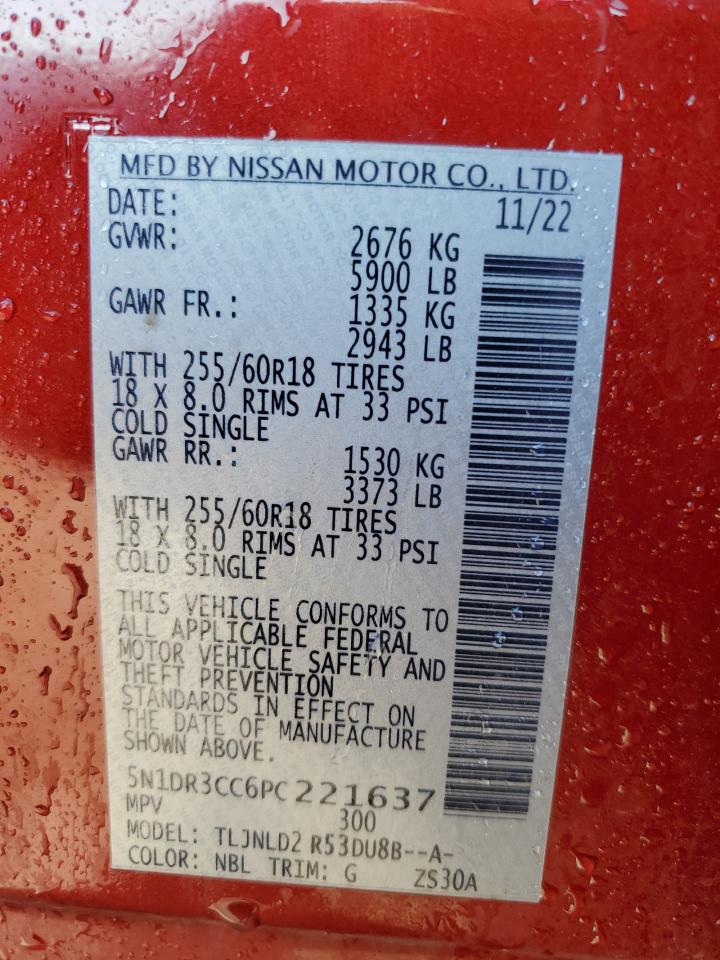 MFD BY NISSAN MOTOR CO., LTD.
DATE: 11/22
GVWR: 2676 KG
5900 LB
GAWR FR.: 1335 KG
2943 LB
WITH 255/60R18 TIRES
18 X 8.0 RIMS AT 33 PSI
COLD SINGLE
GAWR RR.: 1530 KG
3373 LB
WITH 255/60R18 TIRES
18 X 8.0 RIMS AT 33 PSI
COLD SINGLE
THIS VEHICLE CONFORMS TO
ALL APPLICABLE FEDERAL
MOTOR VEHICLE SAFETY AND
THEFT PREVENTION
STANDARDS IN EFFECT ON
THE DATE OF MANUFACTURE
SHOWN ABOVE.
5N1DR3CC6PC221637
MPV 300
MODEL: TLJNLD2 R53DU8B--A-
COLOR: NBL TRIM: G ZS30A